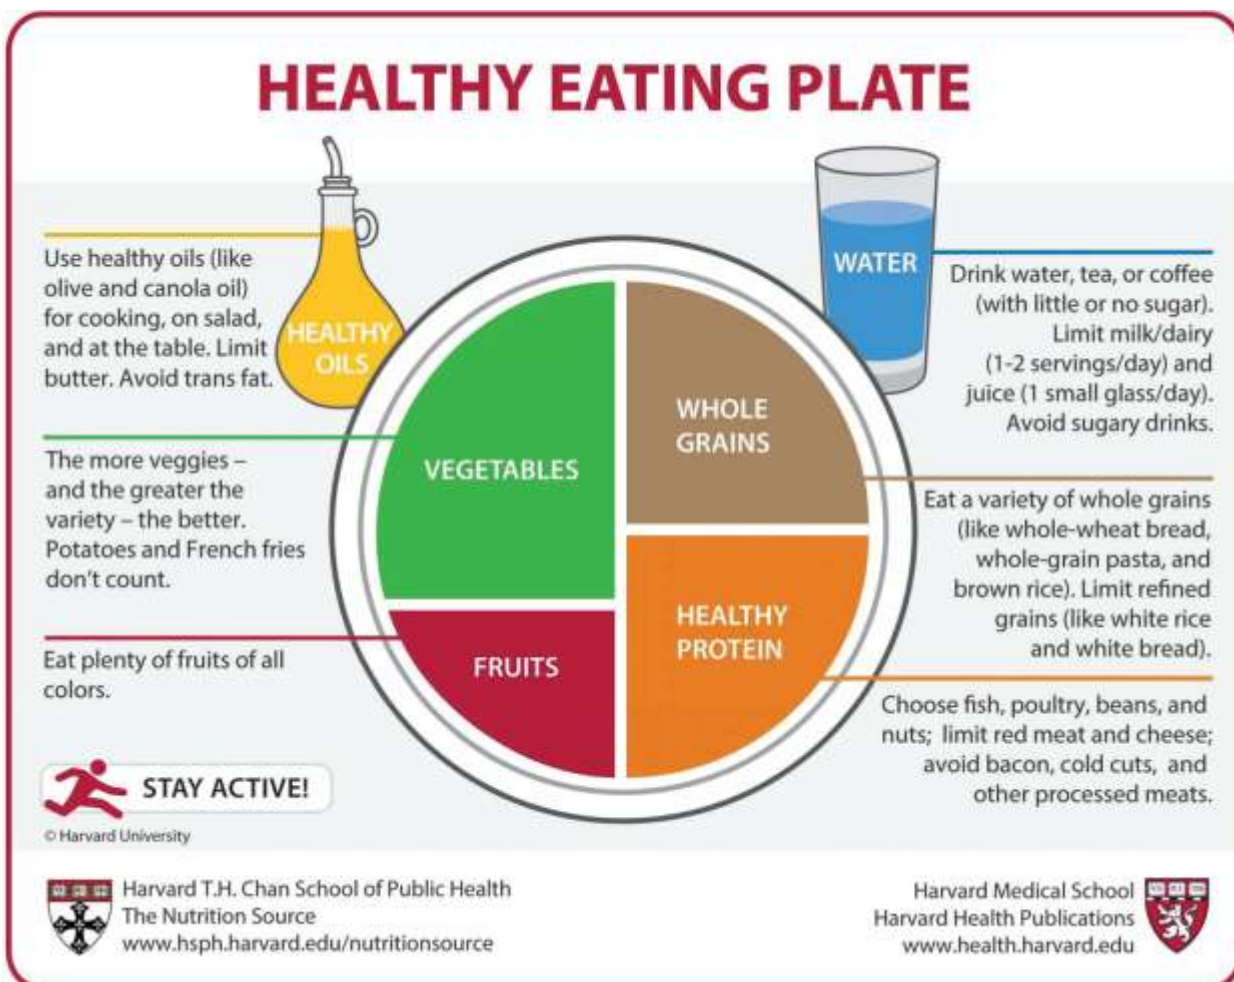 HEALTHY EATING PLATE
Use healthy oils (like
olive and canola oil)
for cooking, on salad,
and at the table. Limit
butter. Avoid trans fat.
HEALTHY
OILS
The more veggies –
and the greater the
variety – the better.
Potatoes and French fries
don't count.
Eat plenty of fruits of all
colors.
VEGETABLES
FRUITS
WHOLE
GRAINS
HEALTHY
PROTEIN
WATER
Drink water, tea, or coffee
(with little or no sugar).
Limit milk/dairy
(1-2 servings/day) and
juice (1 small glass/day).
Avoid sugary drinks.
Eat a variety of whole grains
(like whole-wheat bread,
whole-grain pasta, and
brown rice). Limit refined
grains (like white rice
and white bread).
Choose fish, poultry, beans, and
nuts; limit red meat and cheese;
avoid bacon, cold cuts, and
other processed meats.
STAY ACTIVE!
© Harvard University
Harvard T.H. Chan School of Public Health
The Nutrition Source
www.hsph.harvard.edu/nutritionsource
Harvard Medical School
Harvard Health Publications
www.health.harvard.edu